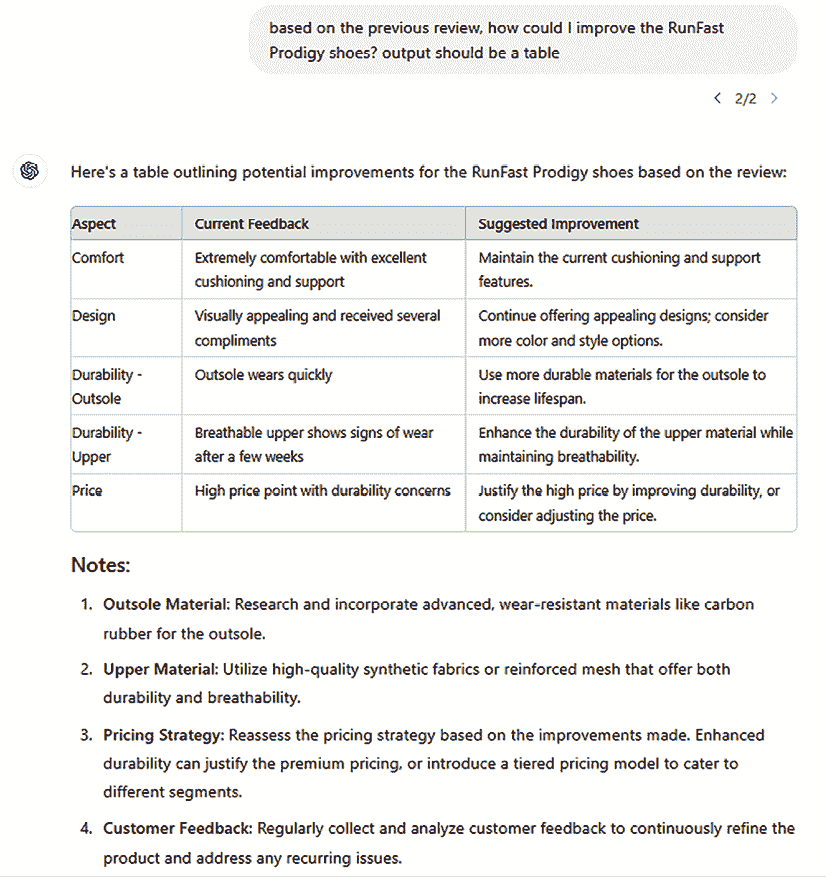 based on the previous review, how could I improve the RunFast
Prodigy shoes? output should be a table
< 2/2 >
Here's a table outlining potential improvements for the RunFast Prodigy shoes based on the review:
Aspect Current Feedback Suggested Improvement
Comfort Extremely comfortable with excellent Maintain the current cushioning and support
cushioning and support features.
Design Visually appealing and received several Continue offering appealing designs; consider
compliments more color and style options.
Durability - Outsole wears quickly Use more durable materials for the outsole to
Outsole increase lifespan.
Durability - Breathable upper shows signs of wear Enhance the durability of the upper material while
Upper after a few weeks maintaining breathability.
Price High price point with durability concerns Justify the high price by improving durability, or
consider adjusting the price.
Notes:
1. Outsole Material: Research and incorporate advanced, wear-resistant materials like carbon
rubber for the outsole.
2. Upper Material: Utilize high-quality synthetic fabrics or reinforced mesh that offer both
durability and breathability.
3. Pricing Strategy: Reassess the pricing strategy based on the improvements made. Enhanced
durability can justify the premium pricing, or introduce a tiered pricing model to cater to
different segments.
4. Customer Feedback: Regularly collect and analyze customer feedback to continuously refine the
product and address any recurring issues.